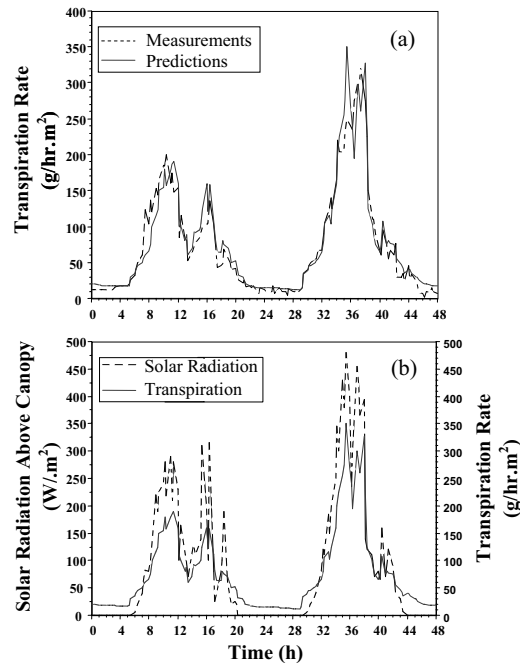 400
350
300
250
200
150
100
50
0
Transpiration Rate
(g/hr.m²)
Measurements
Predictions
(a)
0 4 8 12 16 20 24 28 32 36 40 44 48
500
450
400
350
300
250
200
150
100
50
0
Solar Radiation Above Canopy
(W/.m²)
Solar Radiation
Transpiration
(b)
500
450
400
350
300
250
200
150
100
50
0
Transpiration Rate
(g/hr.m²)
0 4 8 12 16 20 24 28 32 36 40 44 48
Time (h)